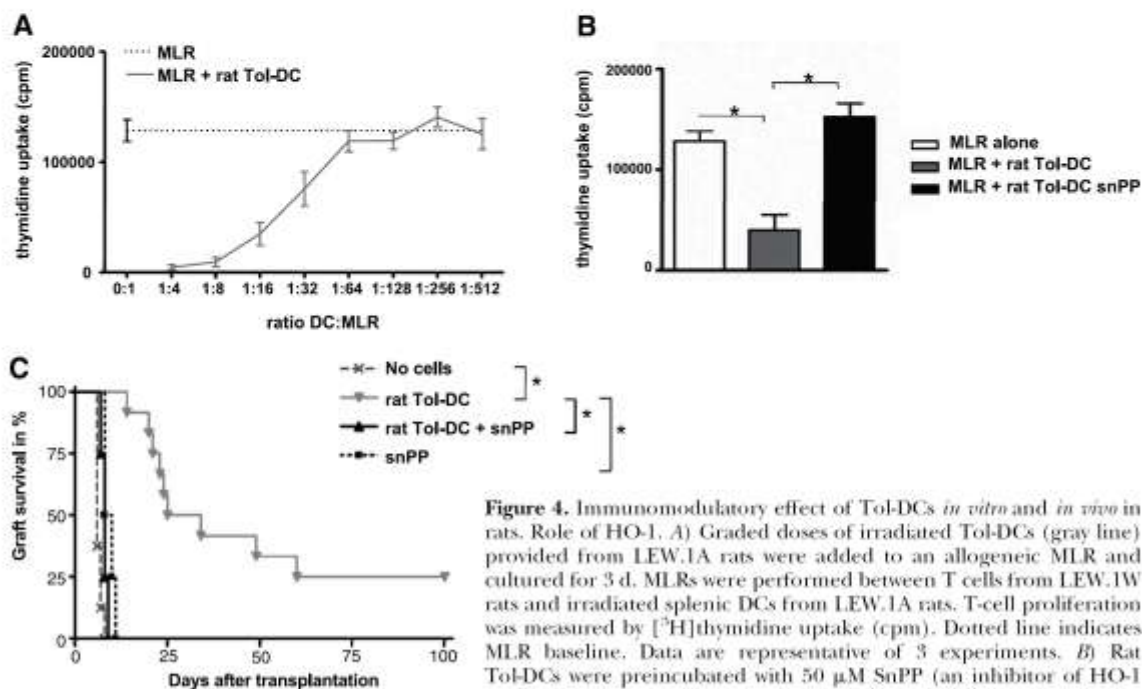 A
200000
100000
0
thymidine uptake (cpm)
MLR
MLR + rat Tol-DC
0:1 1:4 1:8 1:16 1:32 1:64 1:128 1:256 1:512
ratio DC:MLR
B
200000
100000
0
thymidine uptake (cpm)
*
*
MLR alone
MLR + rat Tol-DC
MLR + rat Tol-DC snPP
C
100
75
50
25
0
Graft survival in %
0 25 50 75 100
Days after transplantation
No cells
rat Tol-DC
rat Tol-DC + snPP
snPP
*
*
*
Figure 4. Immunomodulatory effect of Tol-DCs in vitro and in vivo in
rats. Role of HO-1. A) Graded doses of irradiated Tol-DCs (gray line)
provided from LEW.1A rats were added to an allogeneic MLR and
cultured for 3 d. MLRs were performed between T cells from LEW.1W
rats and irradiated splenic DCs from LEW.1A rats. T-cell proliferation
was measured by [³H]thymidine uptake (cpm). Dotted line indicates
MLR baseline. Data are representative of 3 experiments. B) Rat
Tol-DCs were preincubated with 50 μM SnPP (an inhibitor of HO-1